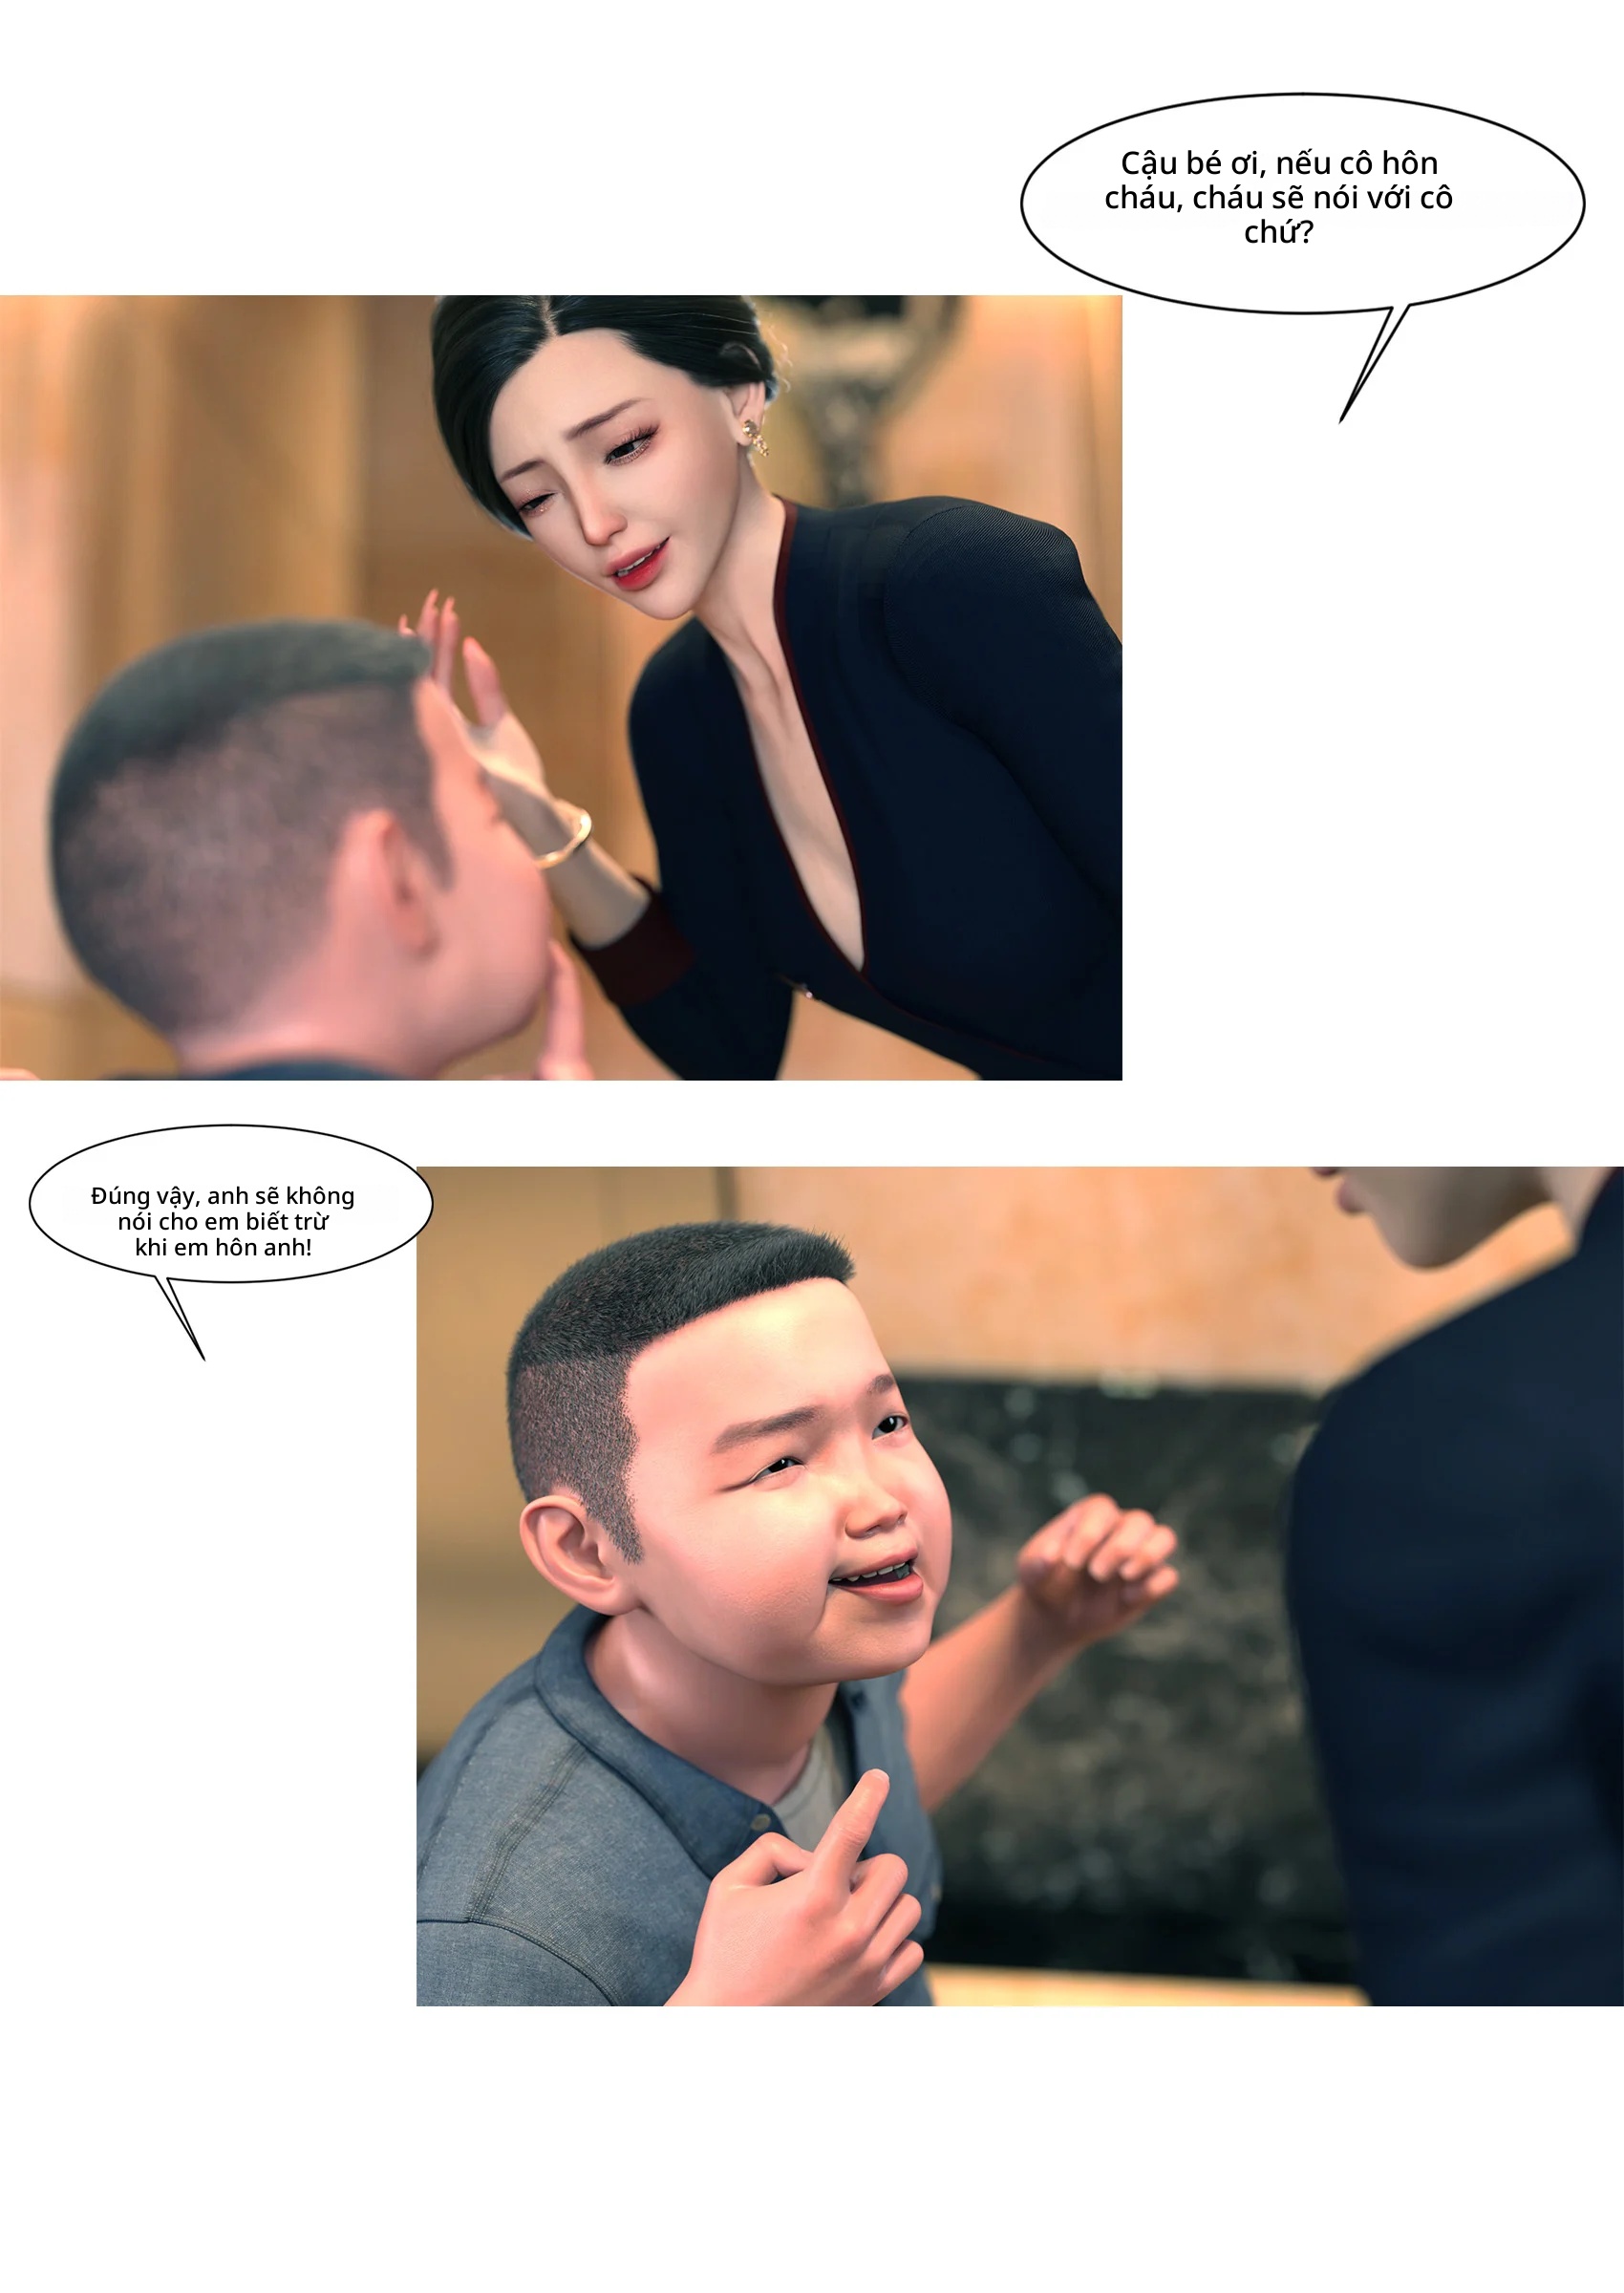 Cậu bé ơi, nếu cô hôn
cháu, cháu sẽ nói với cô
chứ?
Đúng vậy, anh sẽ không
nói cho em biết trừ
khi em hôn anh!